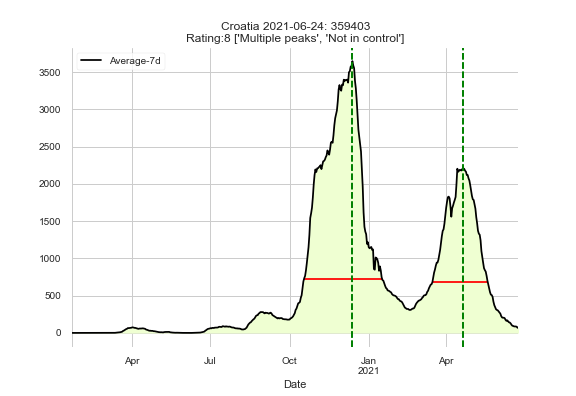 Croatia 2021-06-24: 359403
Rating:8 ['Multiple peaks', 'Not in control']
Average-7d
3500
3000
2500
2000
1500
1000
500
0
Apr
Jul
Oct
Jan
2021
Apr
Date